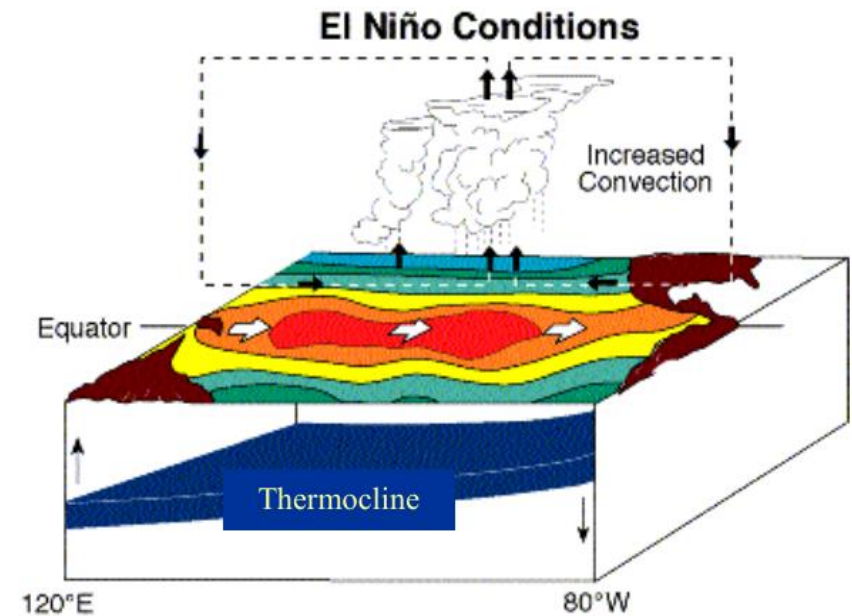 El Niño Conditions
Increased
Convection
Equator
Thermocline
120°E
80°W